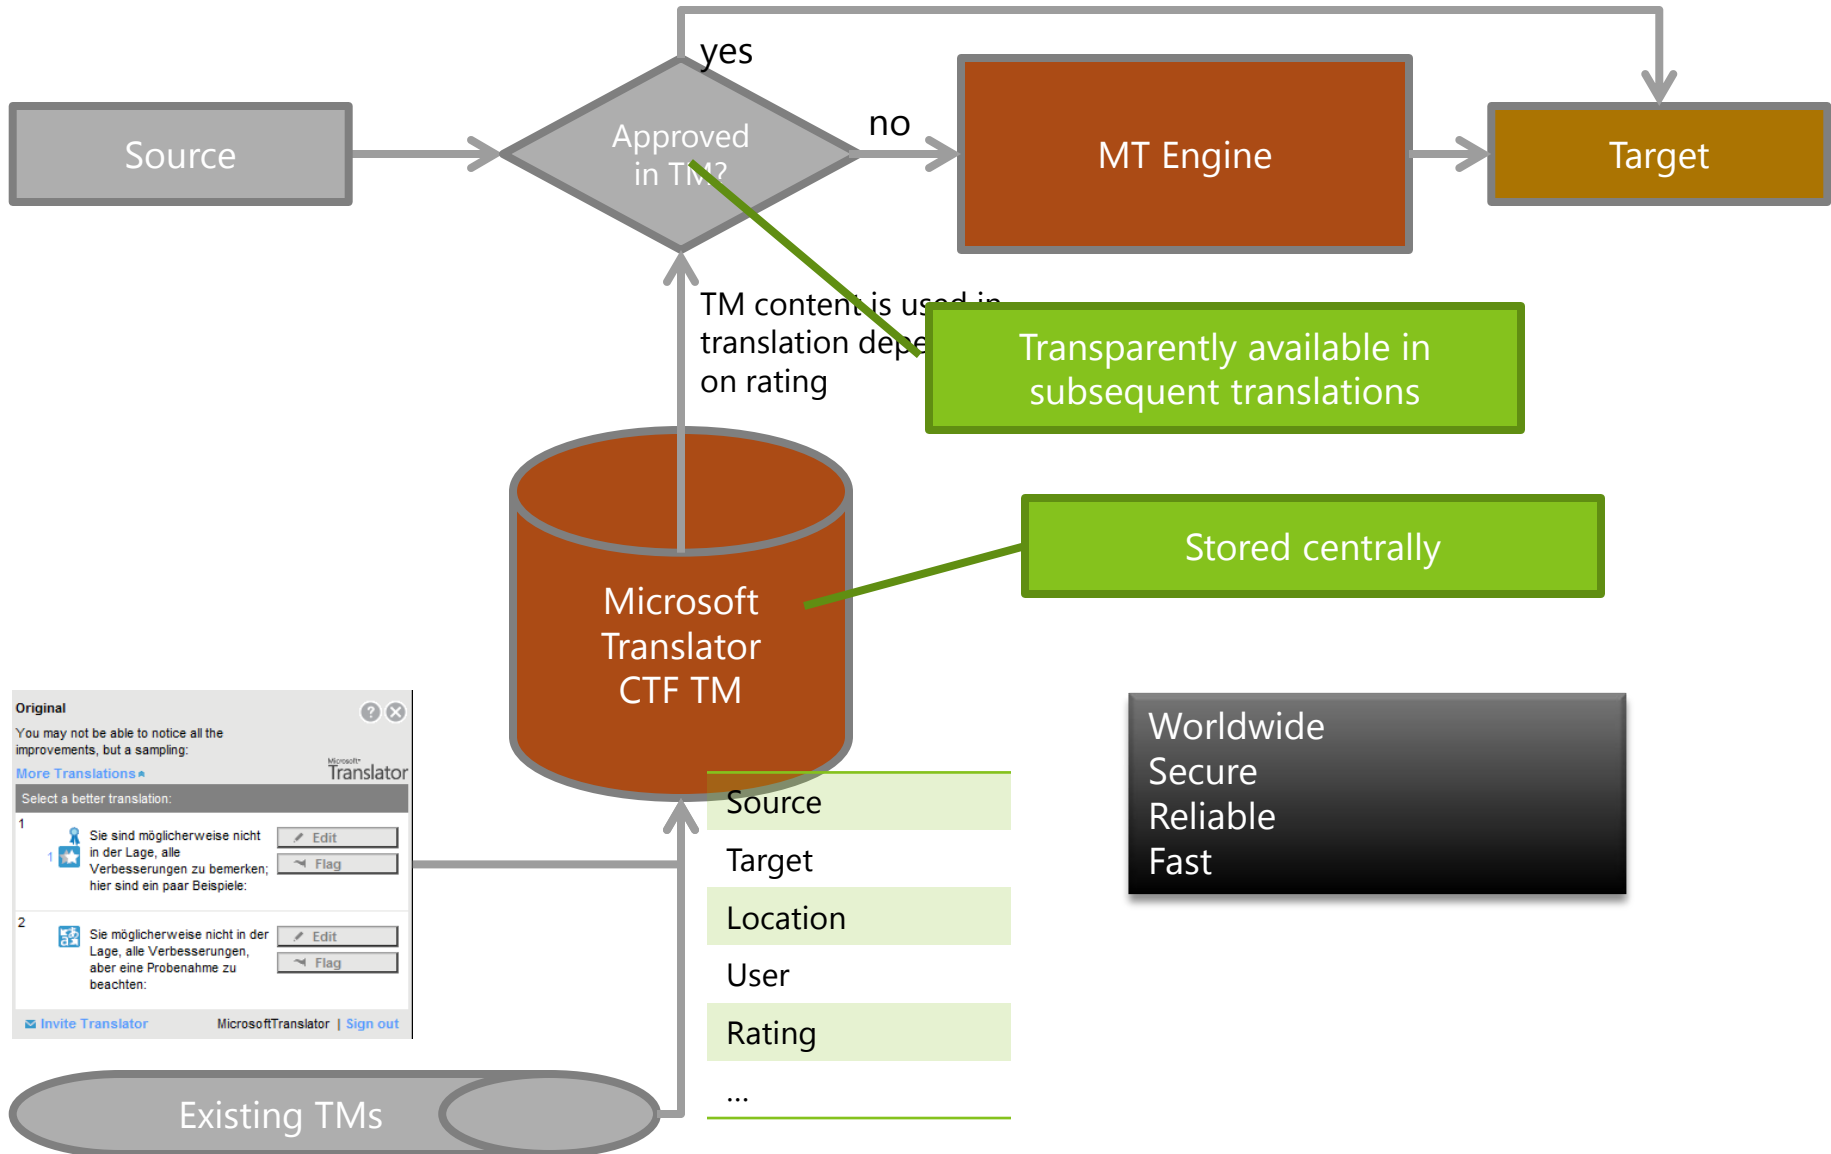 yes
no
Source
Approved
in TM?
MT Engine
Target
TM content is used in
translation depe
on rating
Transparently available in
subsequent translations
Stored centrally
Microsoft
Translator
CTF TM
Original
You may not be able to notice all the
improvements, but a sampling:
More Translations
Microsoft
Translator
Select a better translation:
1
1
Sie sind möglicherweise nicht
in der Lage, alle
Verbesserungen zu bemerken;
hier sind ein paar Beispiele:
Edit
Flag
2
Sie möglicherweise nicht in der
Lage, alle Verbesserungen,
aber eine Probenahme zu
beachten:
Edit
Flag
Invite Translator
MicrosoftTranslator | Sign out
Source
Target
Location
User
Rating
...
Worldwide
Secure
Reliable
Fast
Existing TMs